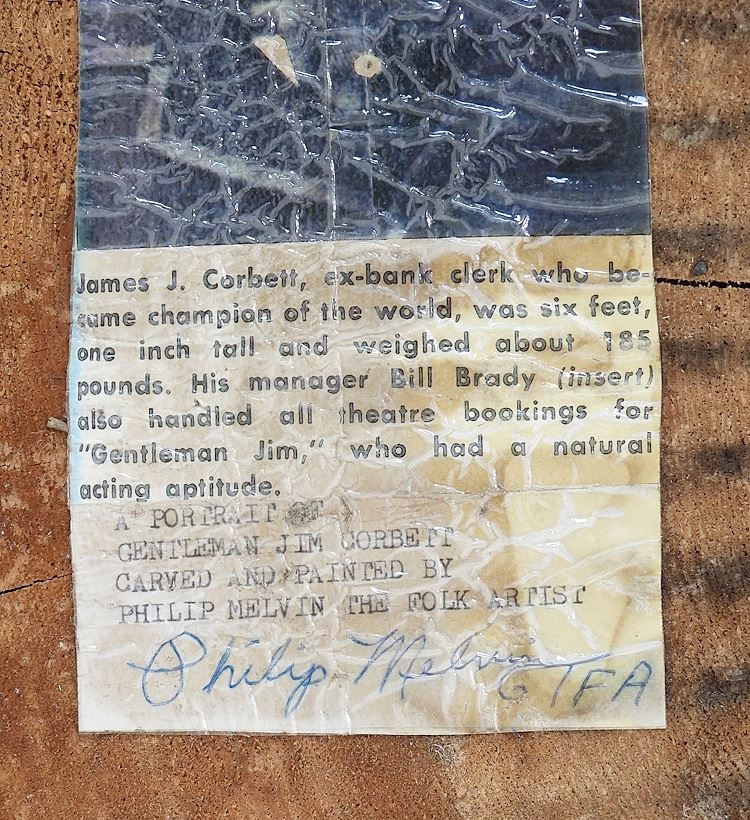 James J. Corbett, ex-bank clerk who be-
came champion of the world, was six feet,
one inch tall and weighed about 185
pounds. His manager Bill Brady (insert)
also handled all theatre bookings for
"Gentleman Jim," who had a natural
acting aptitude.
A PORTRAIT OF
GENTLEMAN JIM CORBETT
CARVED AND PAINTED BY
PHILIP MELVIN THE FOLK ARTIST
Philip Melvin
GTFA